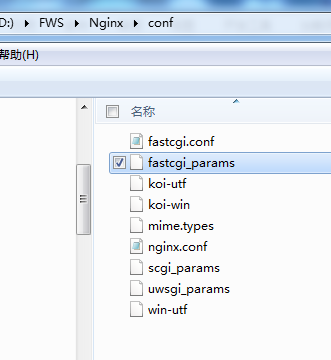 D:) ▸ FWS ▸ Nginx ▸ conf
帮助(H)
名称
fastcgi.conf
fastcgi_params
koi-utf
koi-win
mime.types
nginx.conf
scgi_params
uwsgi_params
win-utf